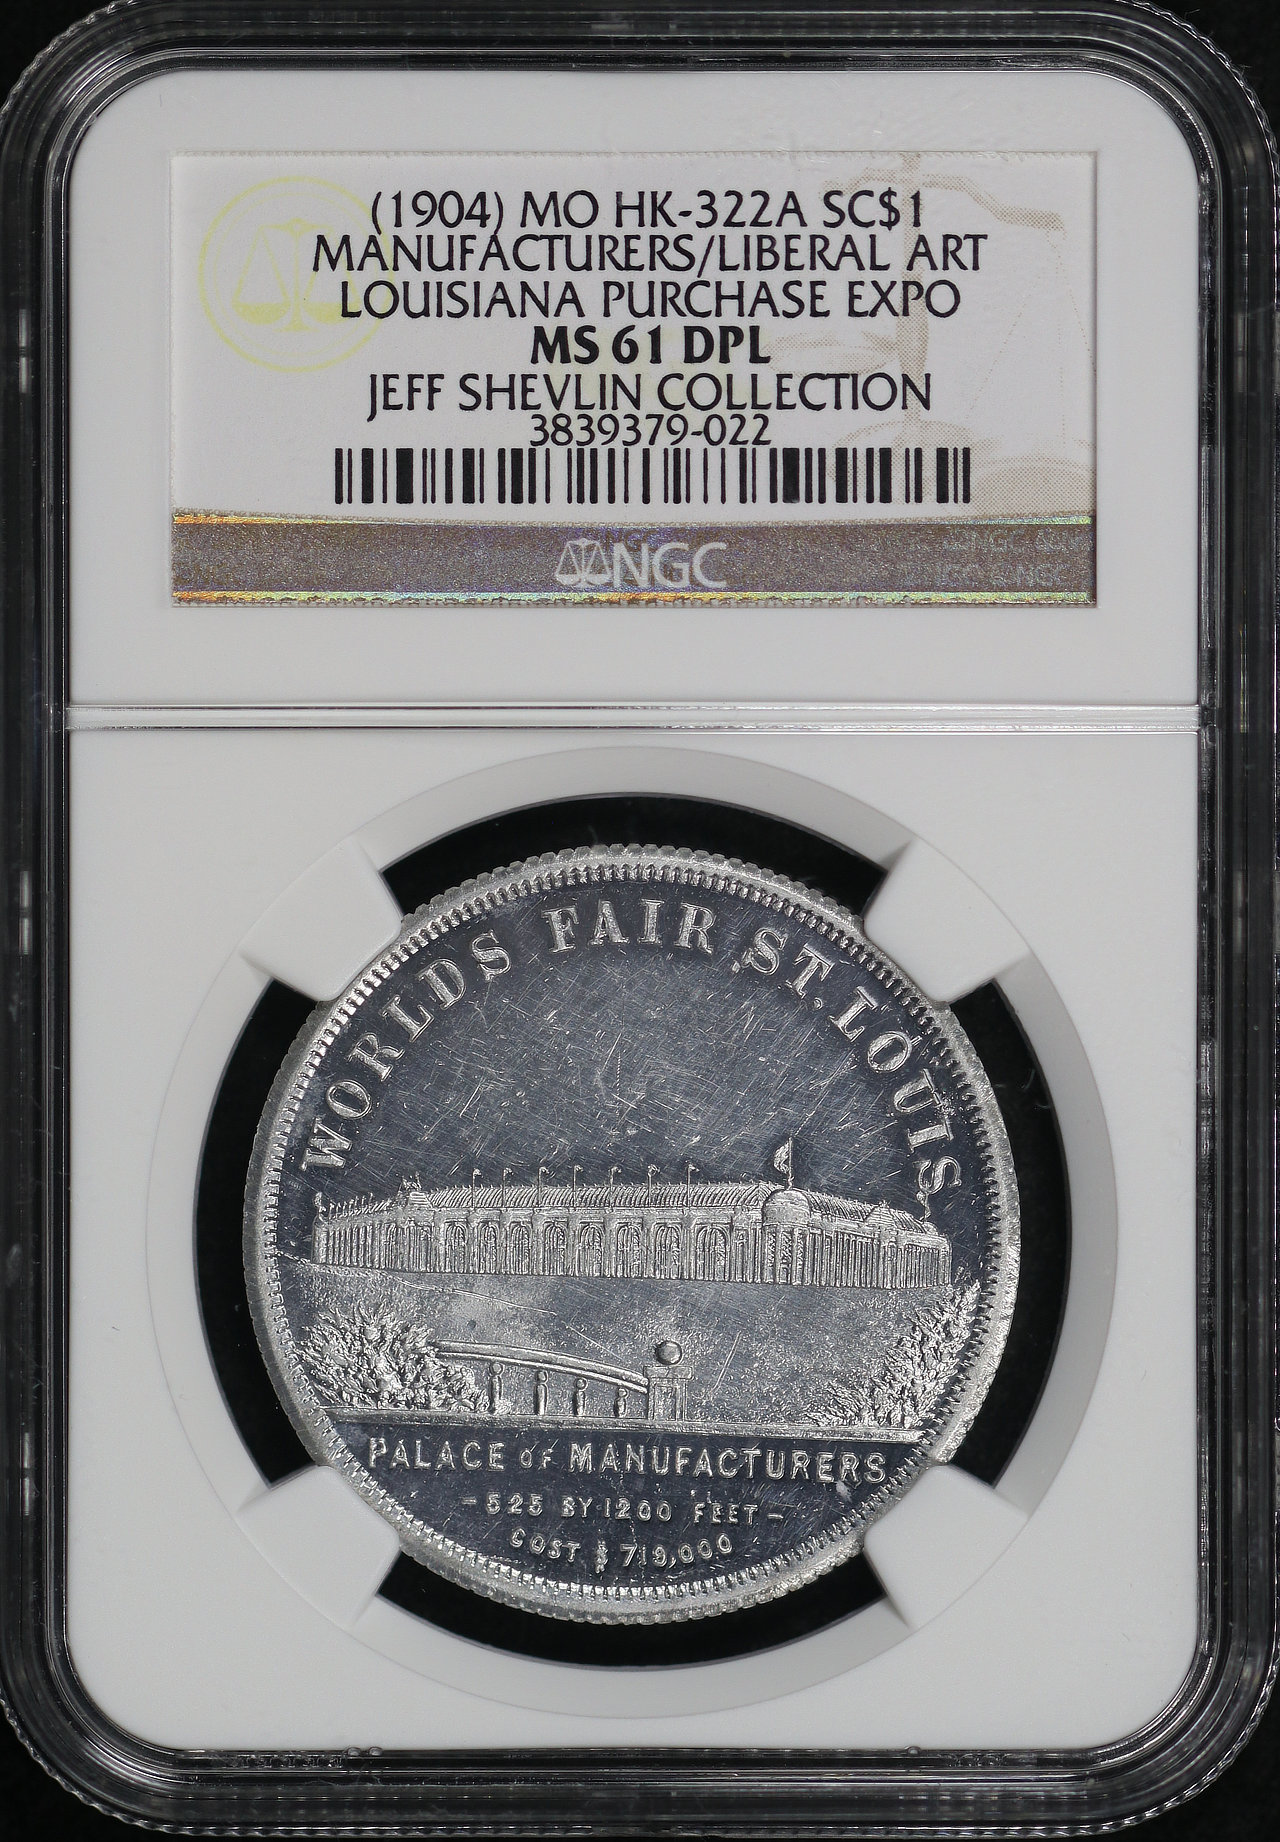 (1904) MO HK-322A SC$1
MANUFACTURERS/LIBERAL ART
LOUISIANA PURCHASE EXPO
MS 61 DPL
JEFF SHEVLIN COLLECTION
3839379-022
NGC
WORLDS FAIR ST. LOUIS
PALACE OF MANUFACTURERS
- 525 BY 1200 FEET -
COST $ 719,000